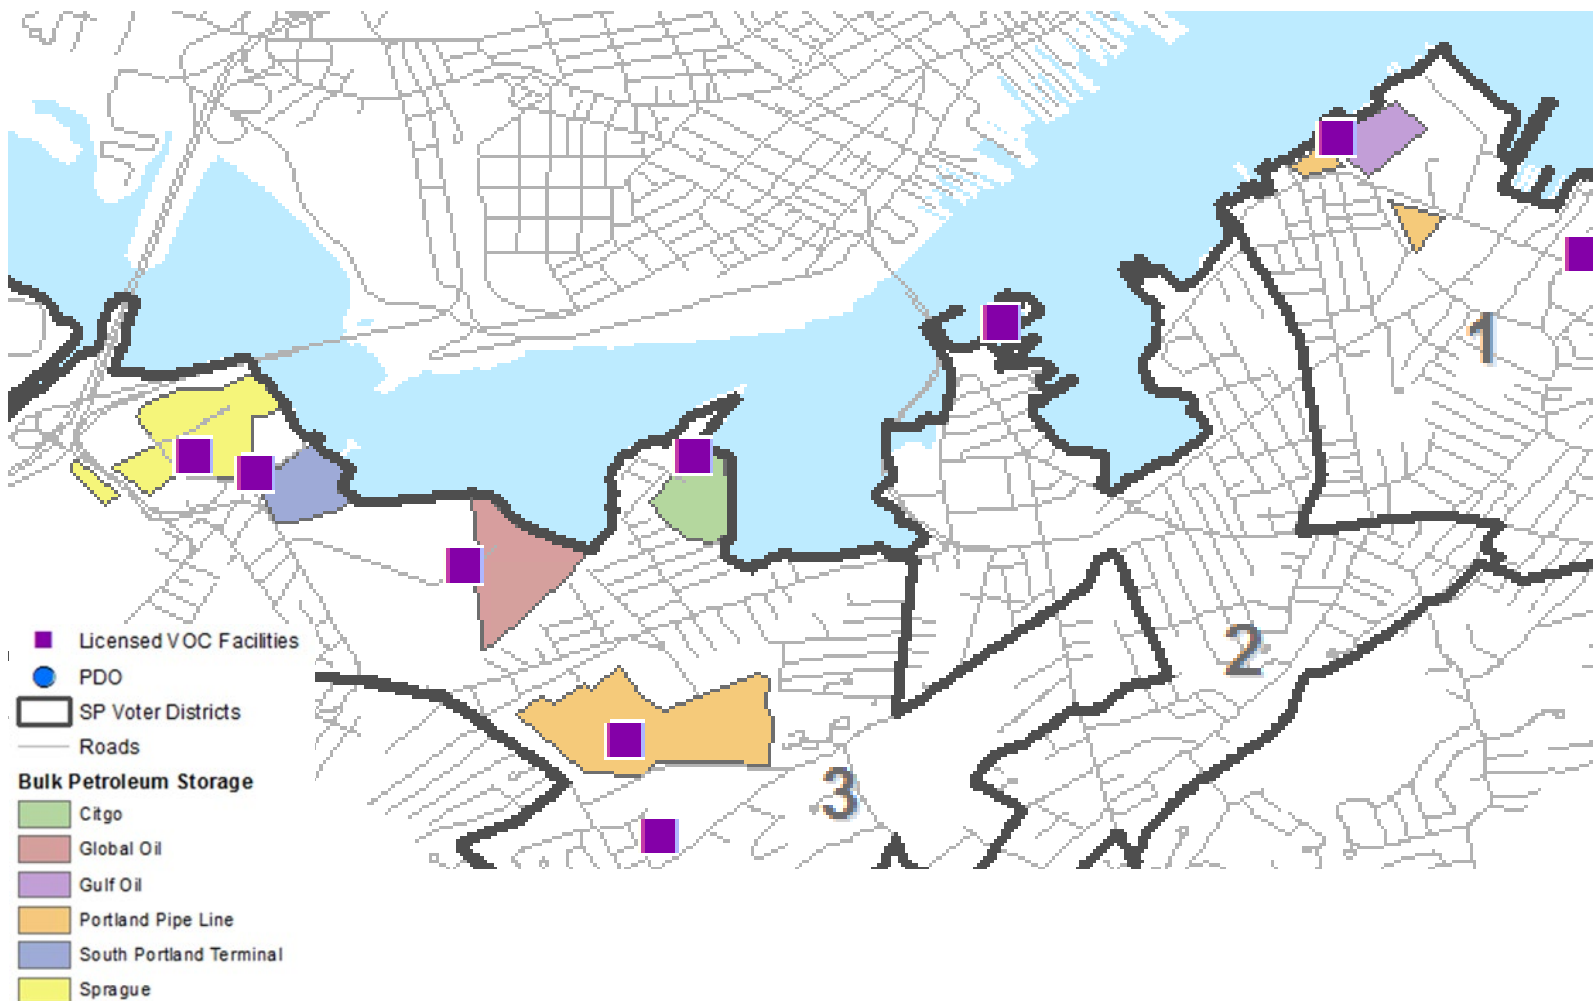 1
2
3
Licensed VOC Facilities
PDO
SP Voter Districts
Roads
Bulk Petroleum Storage
Citgo
Global Oil
Gulf Oil
Portland Pipe Line
South Portland Terminal
Sprague